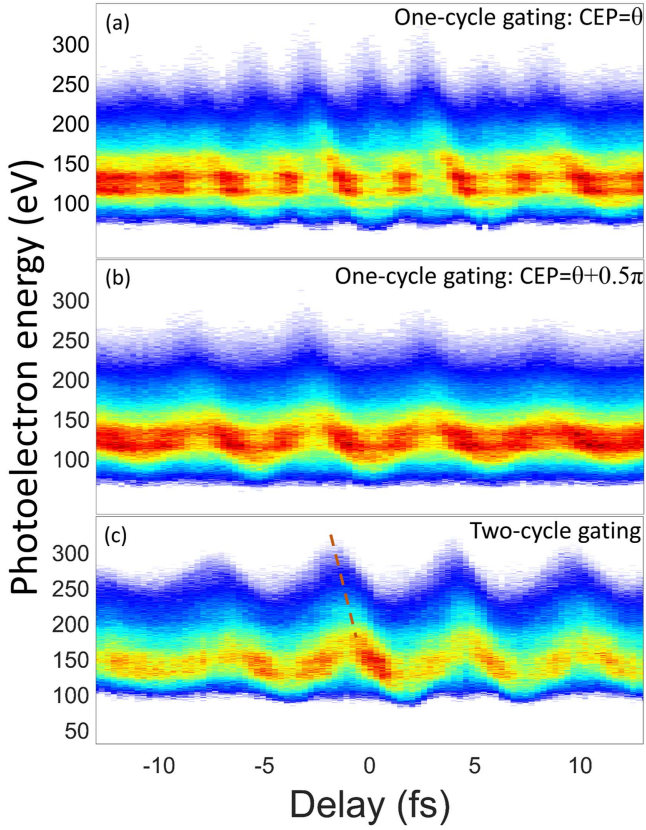 (a) One-cycle gating: CEP=θ
300
250
200
150
100
(b) One-cycle gating: CEP=θ+0.5π
300
250
200
150
100
(c) Two-cycle gating
300
250
200
150
100
50
-10 -5 0 5 10
Delay (fs)
Photoelectron energy (eV)